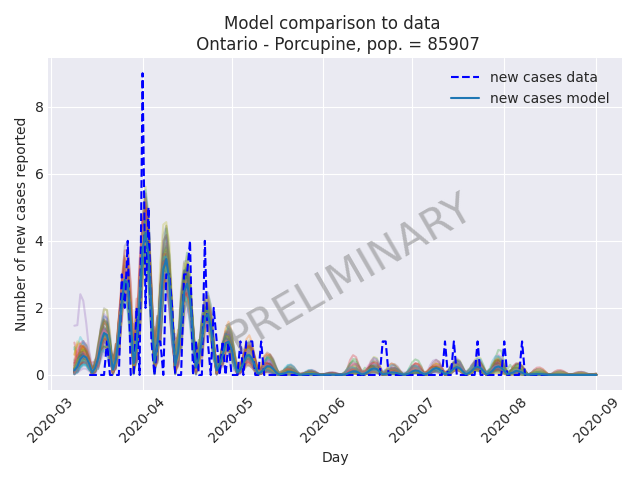 Model comparison to data
Ontario - Porcupine, pop. = 85907
new cases data
new cases model
Number of new cases reported
8
6
4
2
0
PRELIMINARY
2020-03
2020-04
2020-05
2020-06
2020-07
2020-08
2020-09
Day